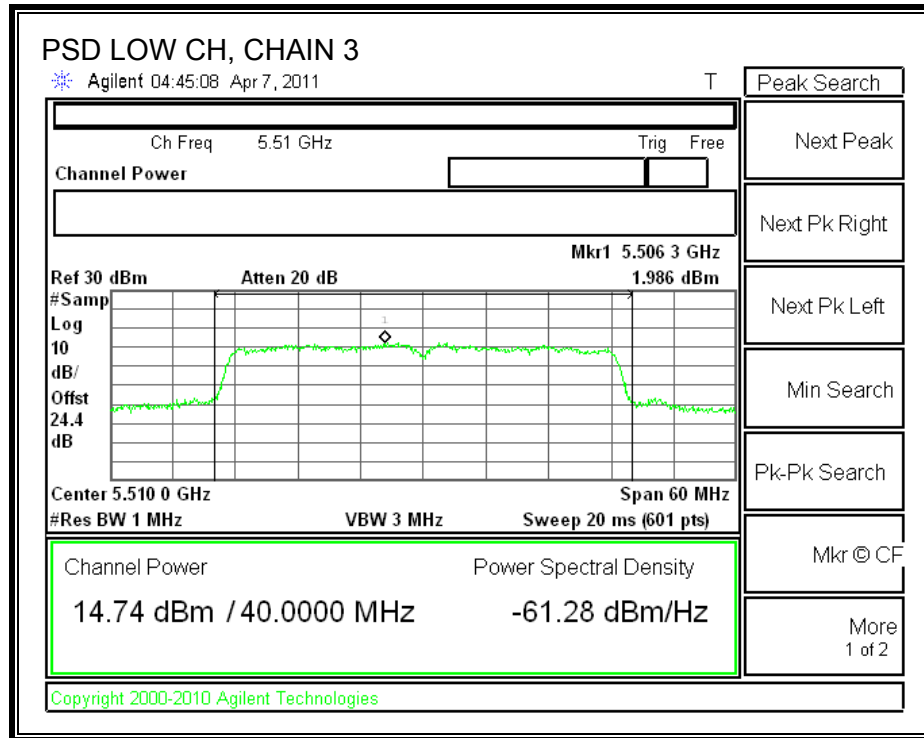 PSD LOW CH, CHAIN 3
Agilent 04:45:08 Apr 7, 2011 T
Peak Search
Ch Freq 5.51 GHz Trig Free
Channel Power
Mkr1 5.506 3 GHz
Ref 30 dBm Atten 20 dB 1.986 dBm
#Samp
Log
10
dB/
Offst
24.4
dB
1
Center 5.510 0 GHz Span 60 MHz
#Res BW 1 MHz VBW 3 MHz Sweep 20 ms (601 pts)
Channel Power Power Spectral Density
14.74 dBm / 40.0000 MHz -61.28 dBm/Hz
Copyright 2000-2010 Agilent Technologies
Next Peak
Next Pk Right
Next Pk Left
Min Search
Pk-Pk Search
Mkr © CF
More
1 of 2